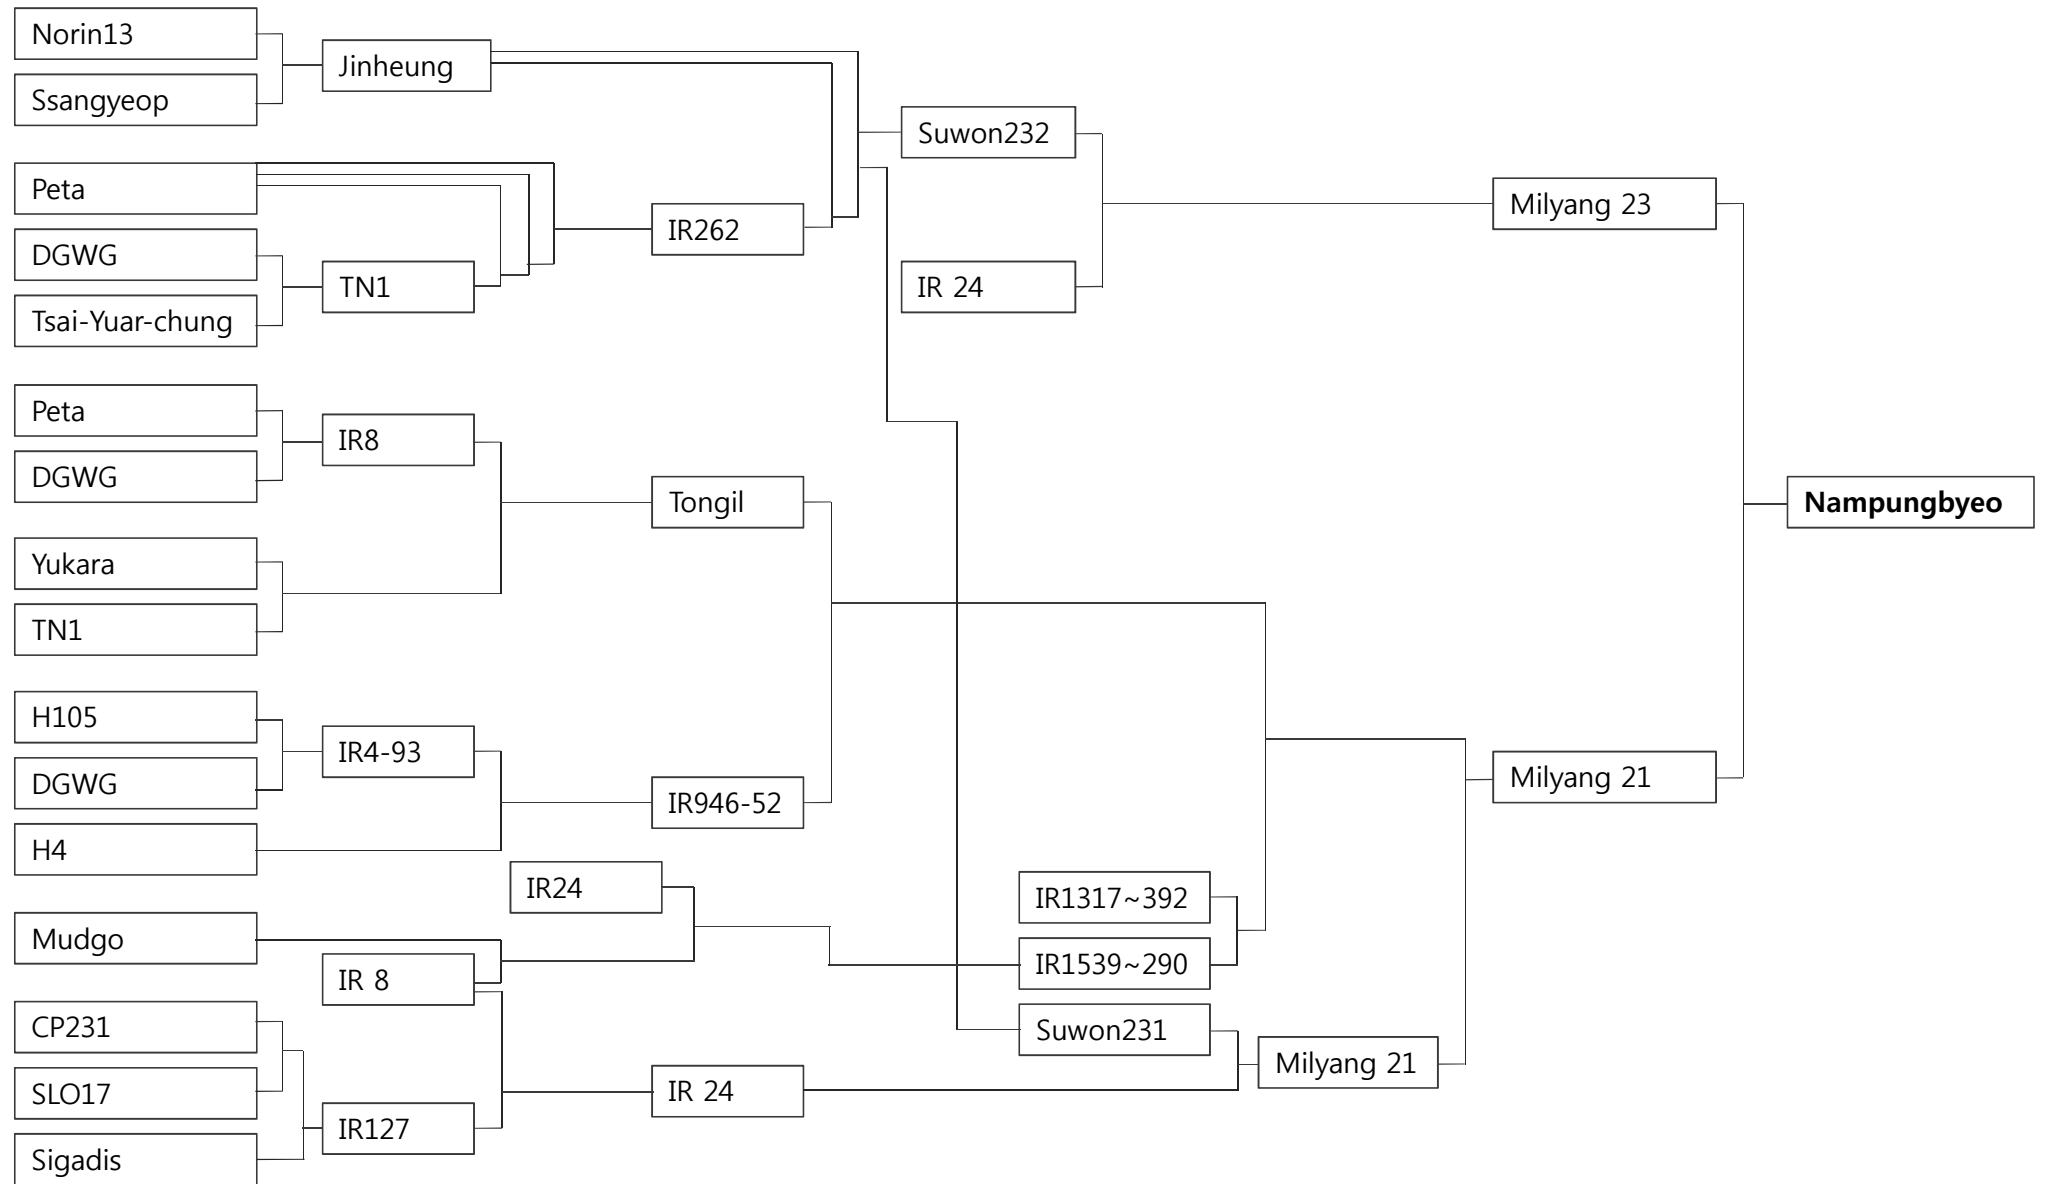 Norin13
Ssangyeop
Jinheung
Peta
DGWG
Tsai-Yuar-chung
TN1
IR262
Suwon232
IR 24
Milyang 23
Peta
DGWG
IR8
Yukara
TN1
Tongil
Nampungbyeo
H105
DGWG
H4
IR4-93
IR946-52
Milyang 21
IR24
Mudgo
IR 8
IR1317~392
IR1539~290
Suwon231
Milyang 21
CP231
SLO17
Sigadis
IR127
IR 24